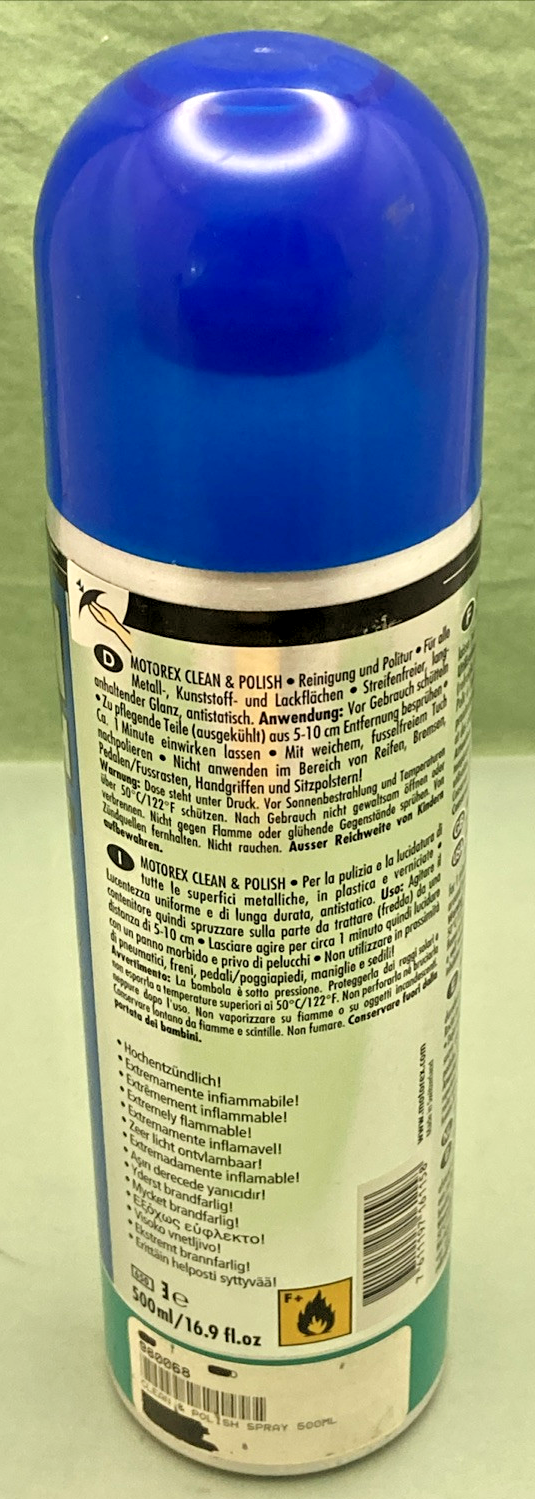 D MOTOREX CLEAN & POLISH • Reinigung und Politur • Für alle
Metall-, Kunststoff- und Lackflächen • Streifenfreier, lang-
anhaltender Glanz, antistatisch. Anwendung: Vor Gebrauch schütteln
• Zu pflegende Teile (ausgekühlt) aus 5-10 cm Entfernung besprühen •
Ca. 1 Minute einwirken lassen • Mit weichem, fusselfreiem Tuch
nachpolieren • Nicht anwenden im Bereich von Reifen, Bremsen,
Pedalen/Fussrasten, Handgriffen und Sitzpolstern!
Warnung: Dose steht unter Druck. Vor Sonnenbestrahlung und Temperaturen
über 50°C/122°F schützen. Nach Gebrauch nicht gewaltsam öffnen oder
verbrennen. Nicht gegen Flamme oder glühende Gegenstände sprühen. Von
Zündquellen fernhalten. Nicht rauchen. Ausser Reichweite von Kindern
aufbewahren.
I MOTOREX CLEAN & POLISH • Per la pulizia e la lucidatura di
tutte le superfici metalliche, in plastica e verniciate •
Lucentezza uniforme e di lunga durata, antistatico. Uso: Agitare il
contenitore quindi spruzzare sulla parte da trattare (fredda) da una
distanza di 5-10 cm • Lasciare agire per circa 1 minuto quindi lucidare
con un panno morbido e privo di pelucchi • Non utilizzare in prossimità
di pneumatici, freni, pedali/poggiapiedi, maniglie e sedili!
Avvertimento: La bombola è sotto pressione. Proteggerla dai raggi solari e
non esporla a temperature superiori ai 50°C/122°F. Non perforarla né bruciarla
neppure dopo l'uso. Non vaporizzare su fiamme o su oggetti incandescenti.
Conservare lontano da fiamme e scintille. Non fumare. Conservare fuori dalla
portata dei bambini.
• Hochentzündlich!
• Extremamente infiammabile!
• Extrêmement inflammable!
• Extremely flammable!
• Extremamente inflamavel!
• Zeer licht ontvlambaar!
• Extremadamente inflamable!
• Aşırı derecede yanıcıdır!
• Yderst brandfarlig!
• Mycket brandfarlig!
• Εξόχως εύφλεκτο!
• Visoko vnetljivo!
• Ekstremt brannfarlig!
• Erittäin helposti syttyvää!
www.motorex.com
Made in Switzerland
7 611197 161158
650 3 e
500ml/16.9 fl.oz
F+
980068
CLEAN & POLISH SPRAY 500ML